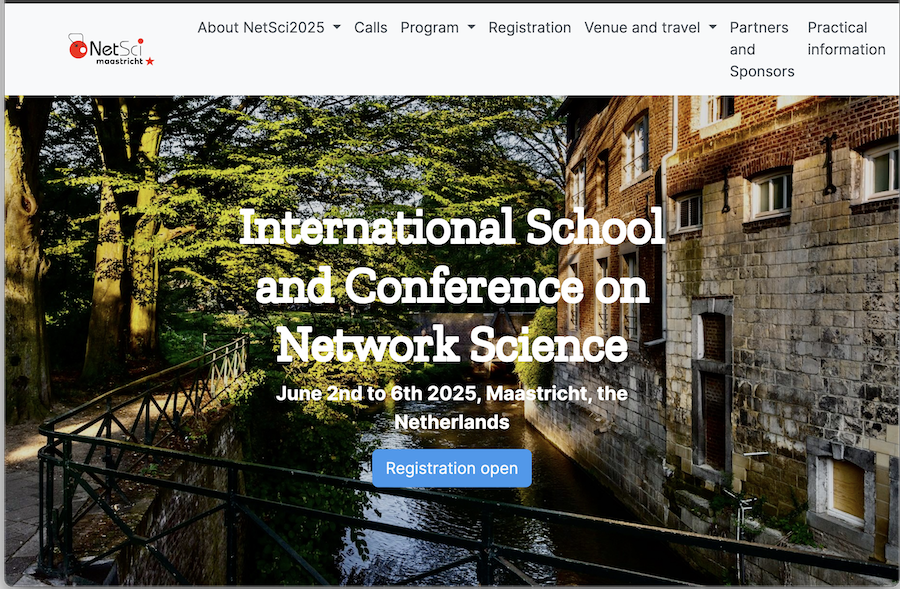 NetSci
maastricht
About NetSci2025
Calls
Program
Registration
Venue and travel
Partners
and
Sponsors
Practical
information
International School
and Conference on
Network Science
June 2nd to 6th 2025, Maastricht, the
Netherlands
Registration open